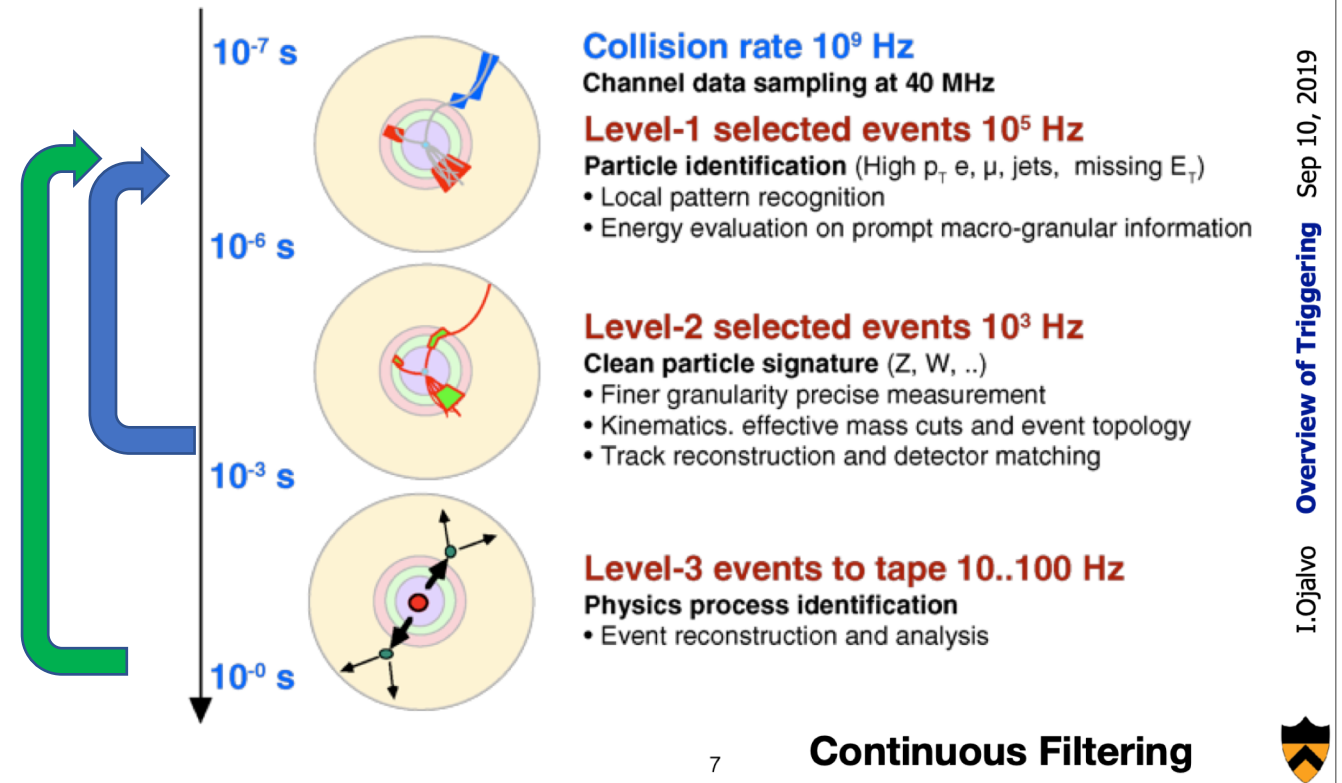 10⁻⁷ s
Collision rate 10⁹ Hz
Channel data sampling at 40 MHz
Level-1 selected events 10⁵ Hz
Particle identification (High p_T e, μ, jets, missing E_T)
• Local pattern recognition
• Energy evaluation on prompt macro-granular information
10⁻⁶ s
Level-2 selected events 10³ Hz
Clean particle signature (Z, W, ..)
• Finer granularity precise measurement
• Kinematics. effective mass cuts and event topology
• Track reconstruction and detector matching
10⁻³ s
Level-3 events to tape 10..100 Hz
Physics process identification
• Event reconstruction and analysis
10⁻⁰ s
7
Continuous Filtering
I.Ojalvo Overview of Triggering Sep 10, 2019